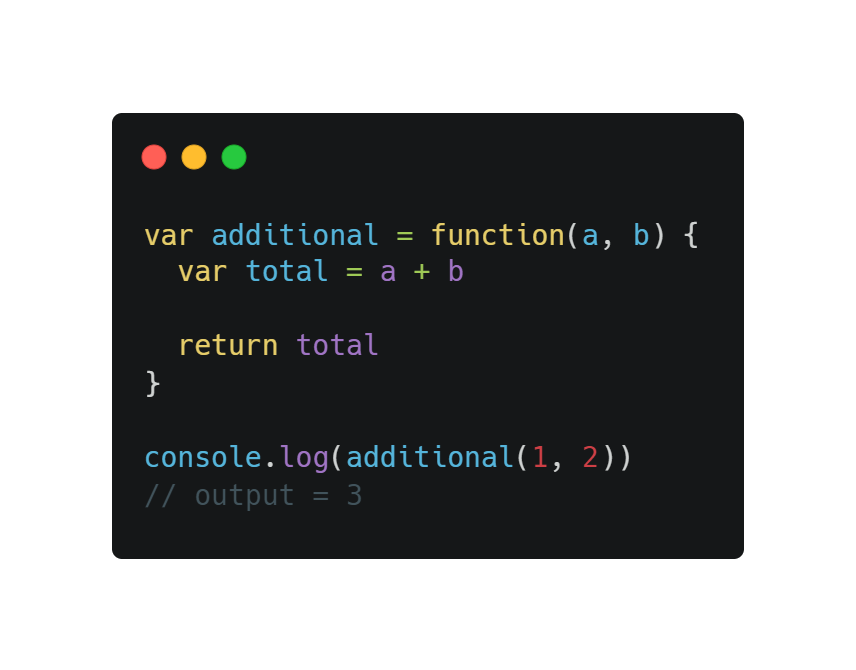 var additional = function(a, b) {
  var total = a + b

  return total
}

console.log(additional(1, 2))
// output = 3